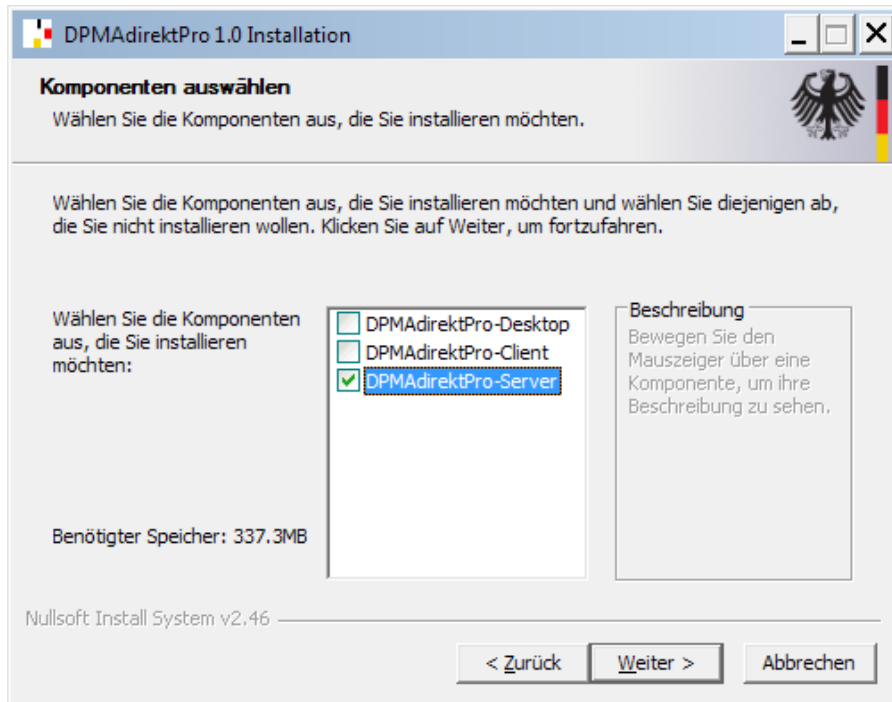 DPMAdirektPro 1.0 Installation
Komponenten auswählen
Wählen Sie die Komponenten aus, die Sie installieren möchten.
Wählen Sie die Komponenten aus, die Sie installieren möchten und wählen Sie diejenigen ab,
die Sie nicht installieren wollen. Klicken Sie auf Weiter, um fortzufahren.
Wählen Sie die Komponenten
aus, die Sie installieren
möchten:
DPMAdirektPro-Desktop
DPMAdirektPro-Client
DPMAdirektPro-Server
Beschreibung
Bewegen Sie den
Mauszeiger über eine
Komponente, um ihre
Beschreibung zu sehen.
Benötigter Speicher: 337.3MB
Nullsoft Install System v2.46
< Zurück
Weiter >
Abbrechen